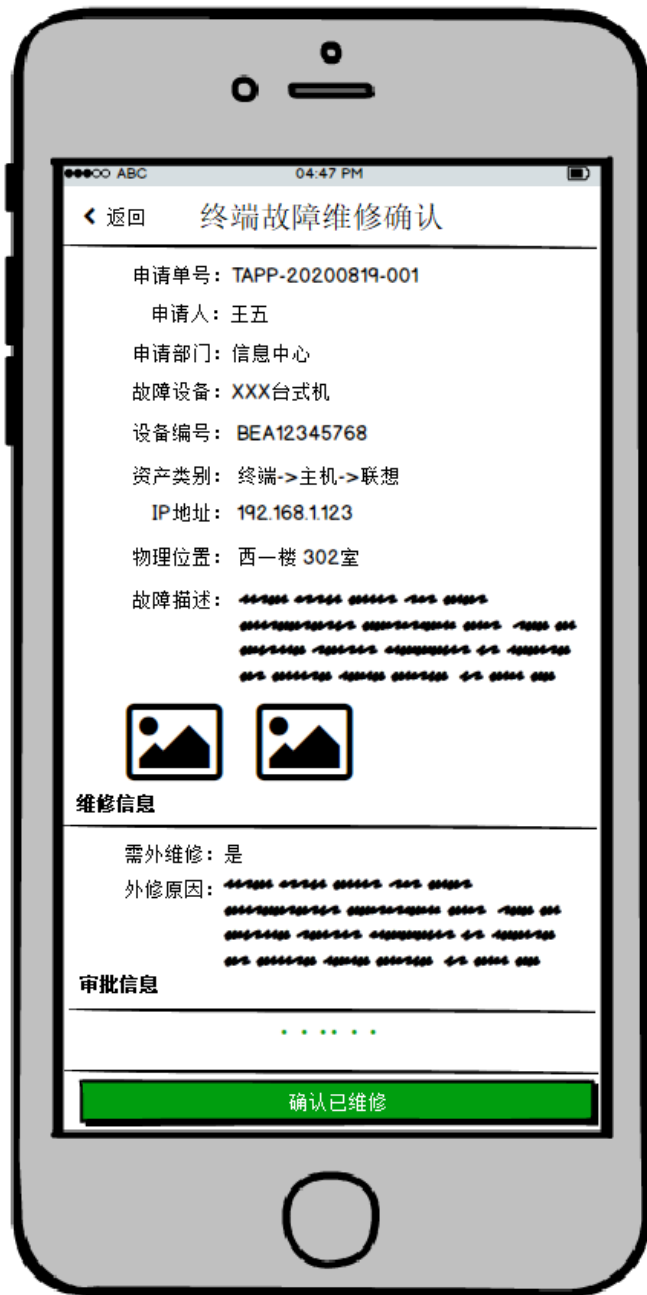 ABC 04:47 PM
返回 终端故障维修确认
申请单号：TAPP-20200819-001
申请人：王五
申请部门：信息中心
故障设备：XXX台式机
设备编号：BEA12345768
资产类别：终端->主机->联想
IP地址：192.168.1.123
物理位置：西一楼 302室
故障描述：
维修信息
需外维修：是
外修原因：
审批信息
······
确认已维修